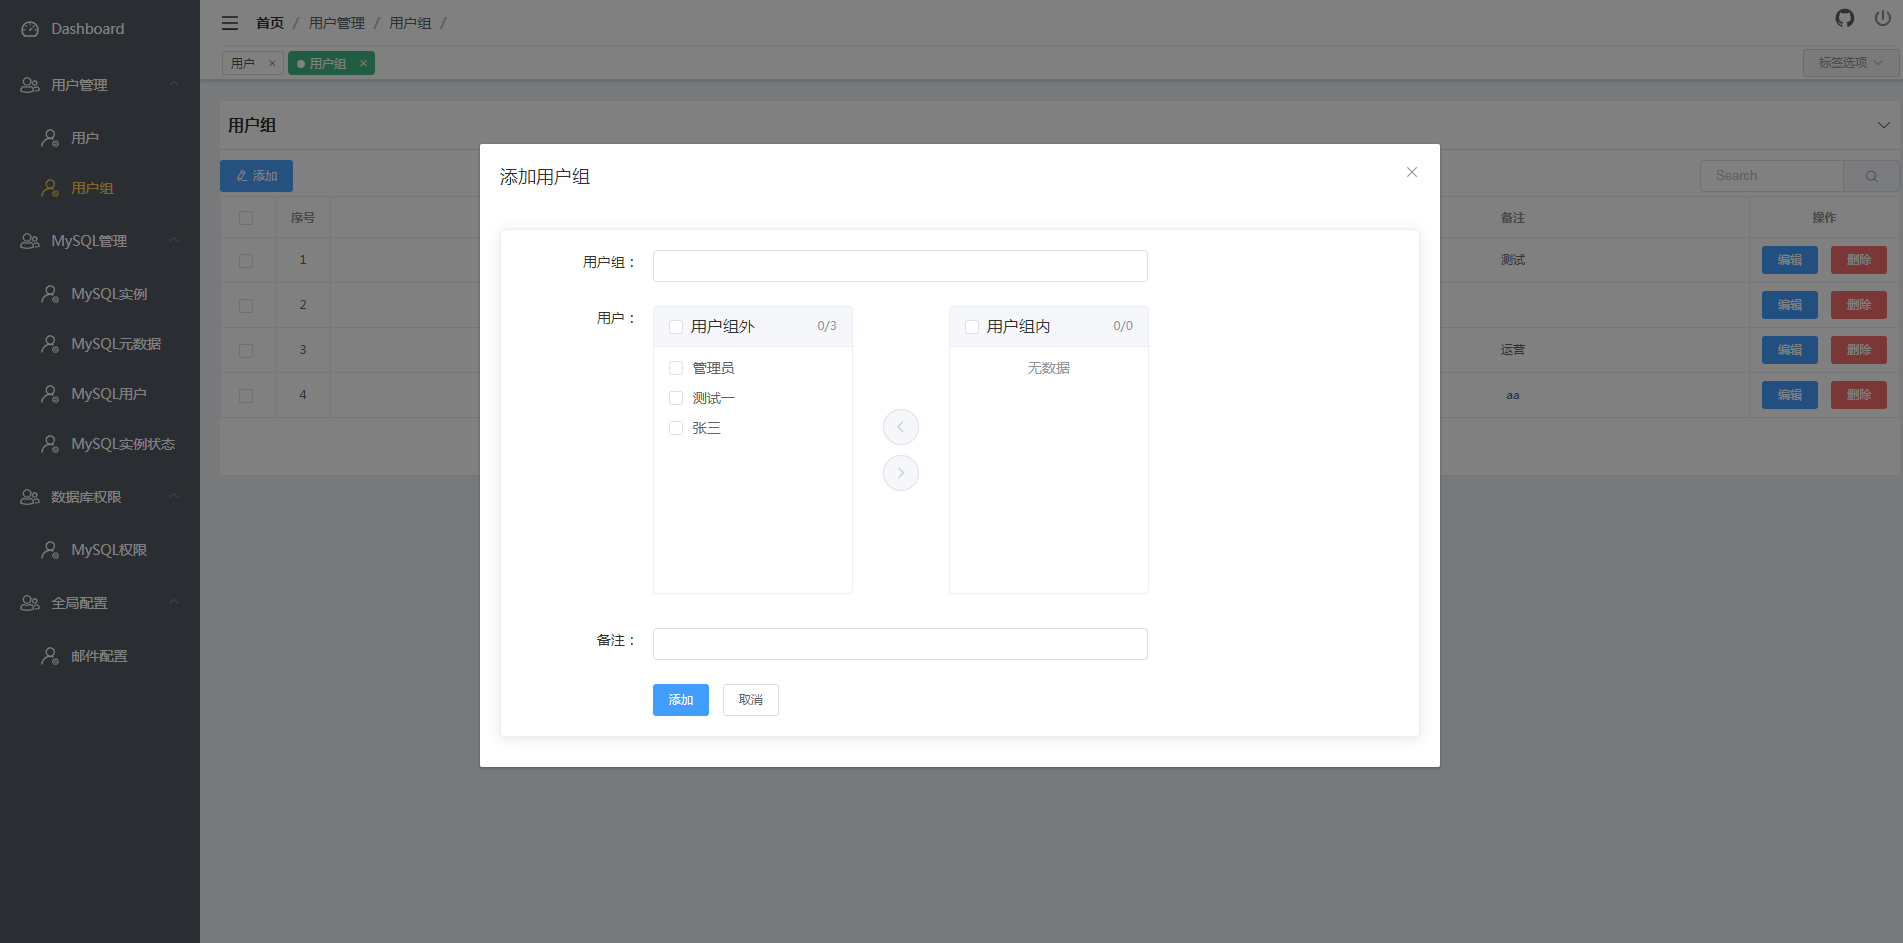 Dashboard
用户管理
用户
用户组
MySQL管理
MySQL实例
MySQL元数据
MySQL用户
MySQL实例状态
数据库权限
MySQL权限
全局配置
邮件配置
首页 / 用户管理 / 用户组 /
用户 × 用户组 ×
标签选项
用户组
添加
Search
序号 备注 操作
1 测试 编辑 删除
2 编辑 删除
3 运营 编辑 删除
4 aa 编辑 删除
添加用户组
用户组：
用户：
用户组外 0/3
管理员
测试一
张三
用户组内 0/0
无数据
备注：
添加 取消